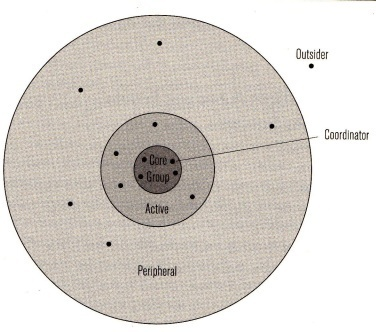 Outsider
Coordinator
Core
Group
Active
Peripheral